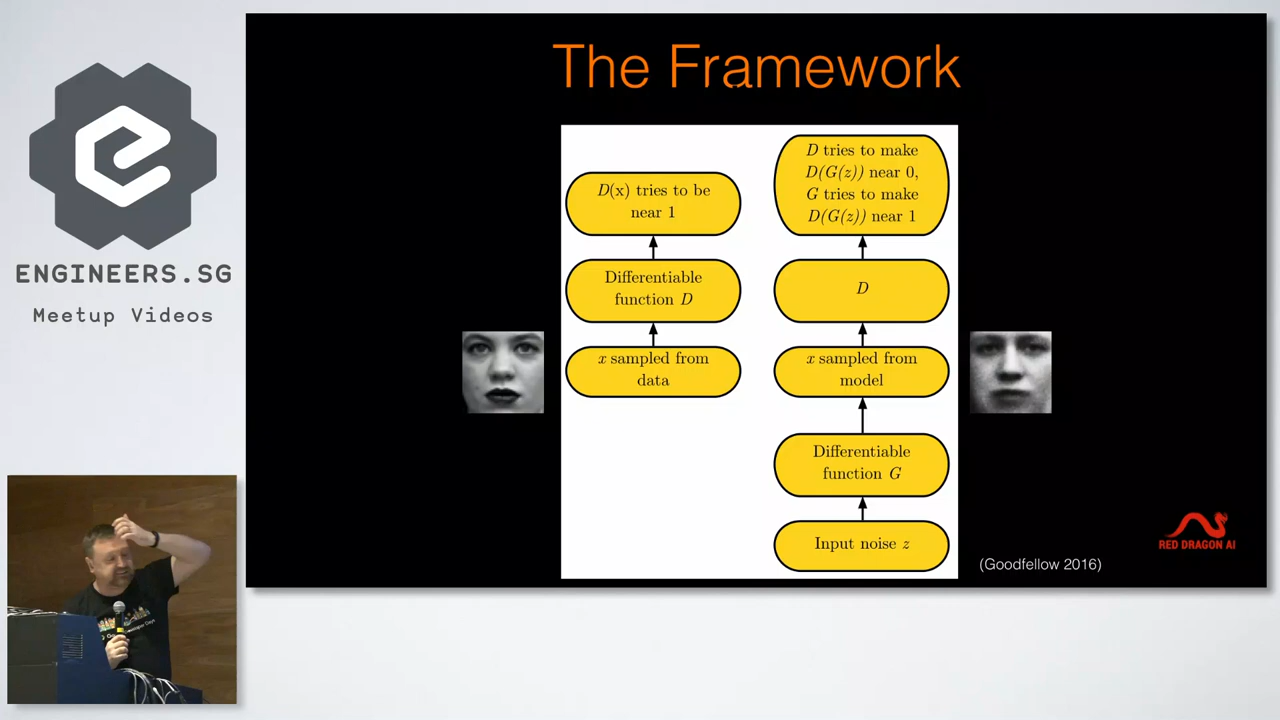 ENGINEERS.SG
Meetup Videos
The Framework
D(x) tries to be
near 1
Differentiable
function D
x sampled from
data
D tries to make
D(G(z)) near 0,
G tries to make
D(G(z)) near 1
D
x sampled from
model
Differentiable
function G
Input noise z
RED DRAGON AI
(Goodfellow 2016)